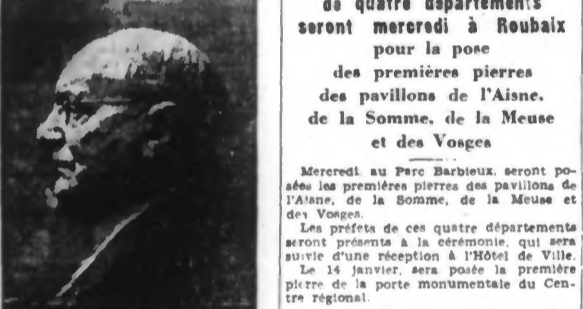 de quatre départements
seront mercredi à Roubaix
pour la pose
des premières pierres
des pavillons de l'Aisne,
de la Somme, de la Meuse
et des Vosges
Mercredi, au Parc Barbieux, seront po-
sées les premières pierres des pavillons de
l'Aisne, de la Somme, de la Meuse et
des Vosges.
Les préfets de ces quatre départements
seront présents à la cérémonie, qui sera
suivie d'une réception à l'Hôtel de Ville.
Le 14 janvier, sera posée la première
pierre de la porte monumentale du Cen-
tre régional.